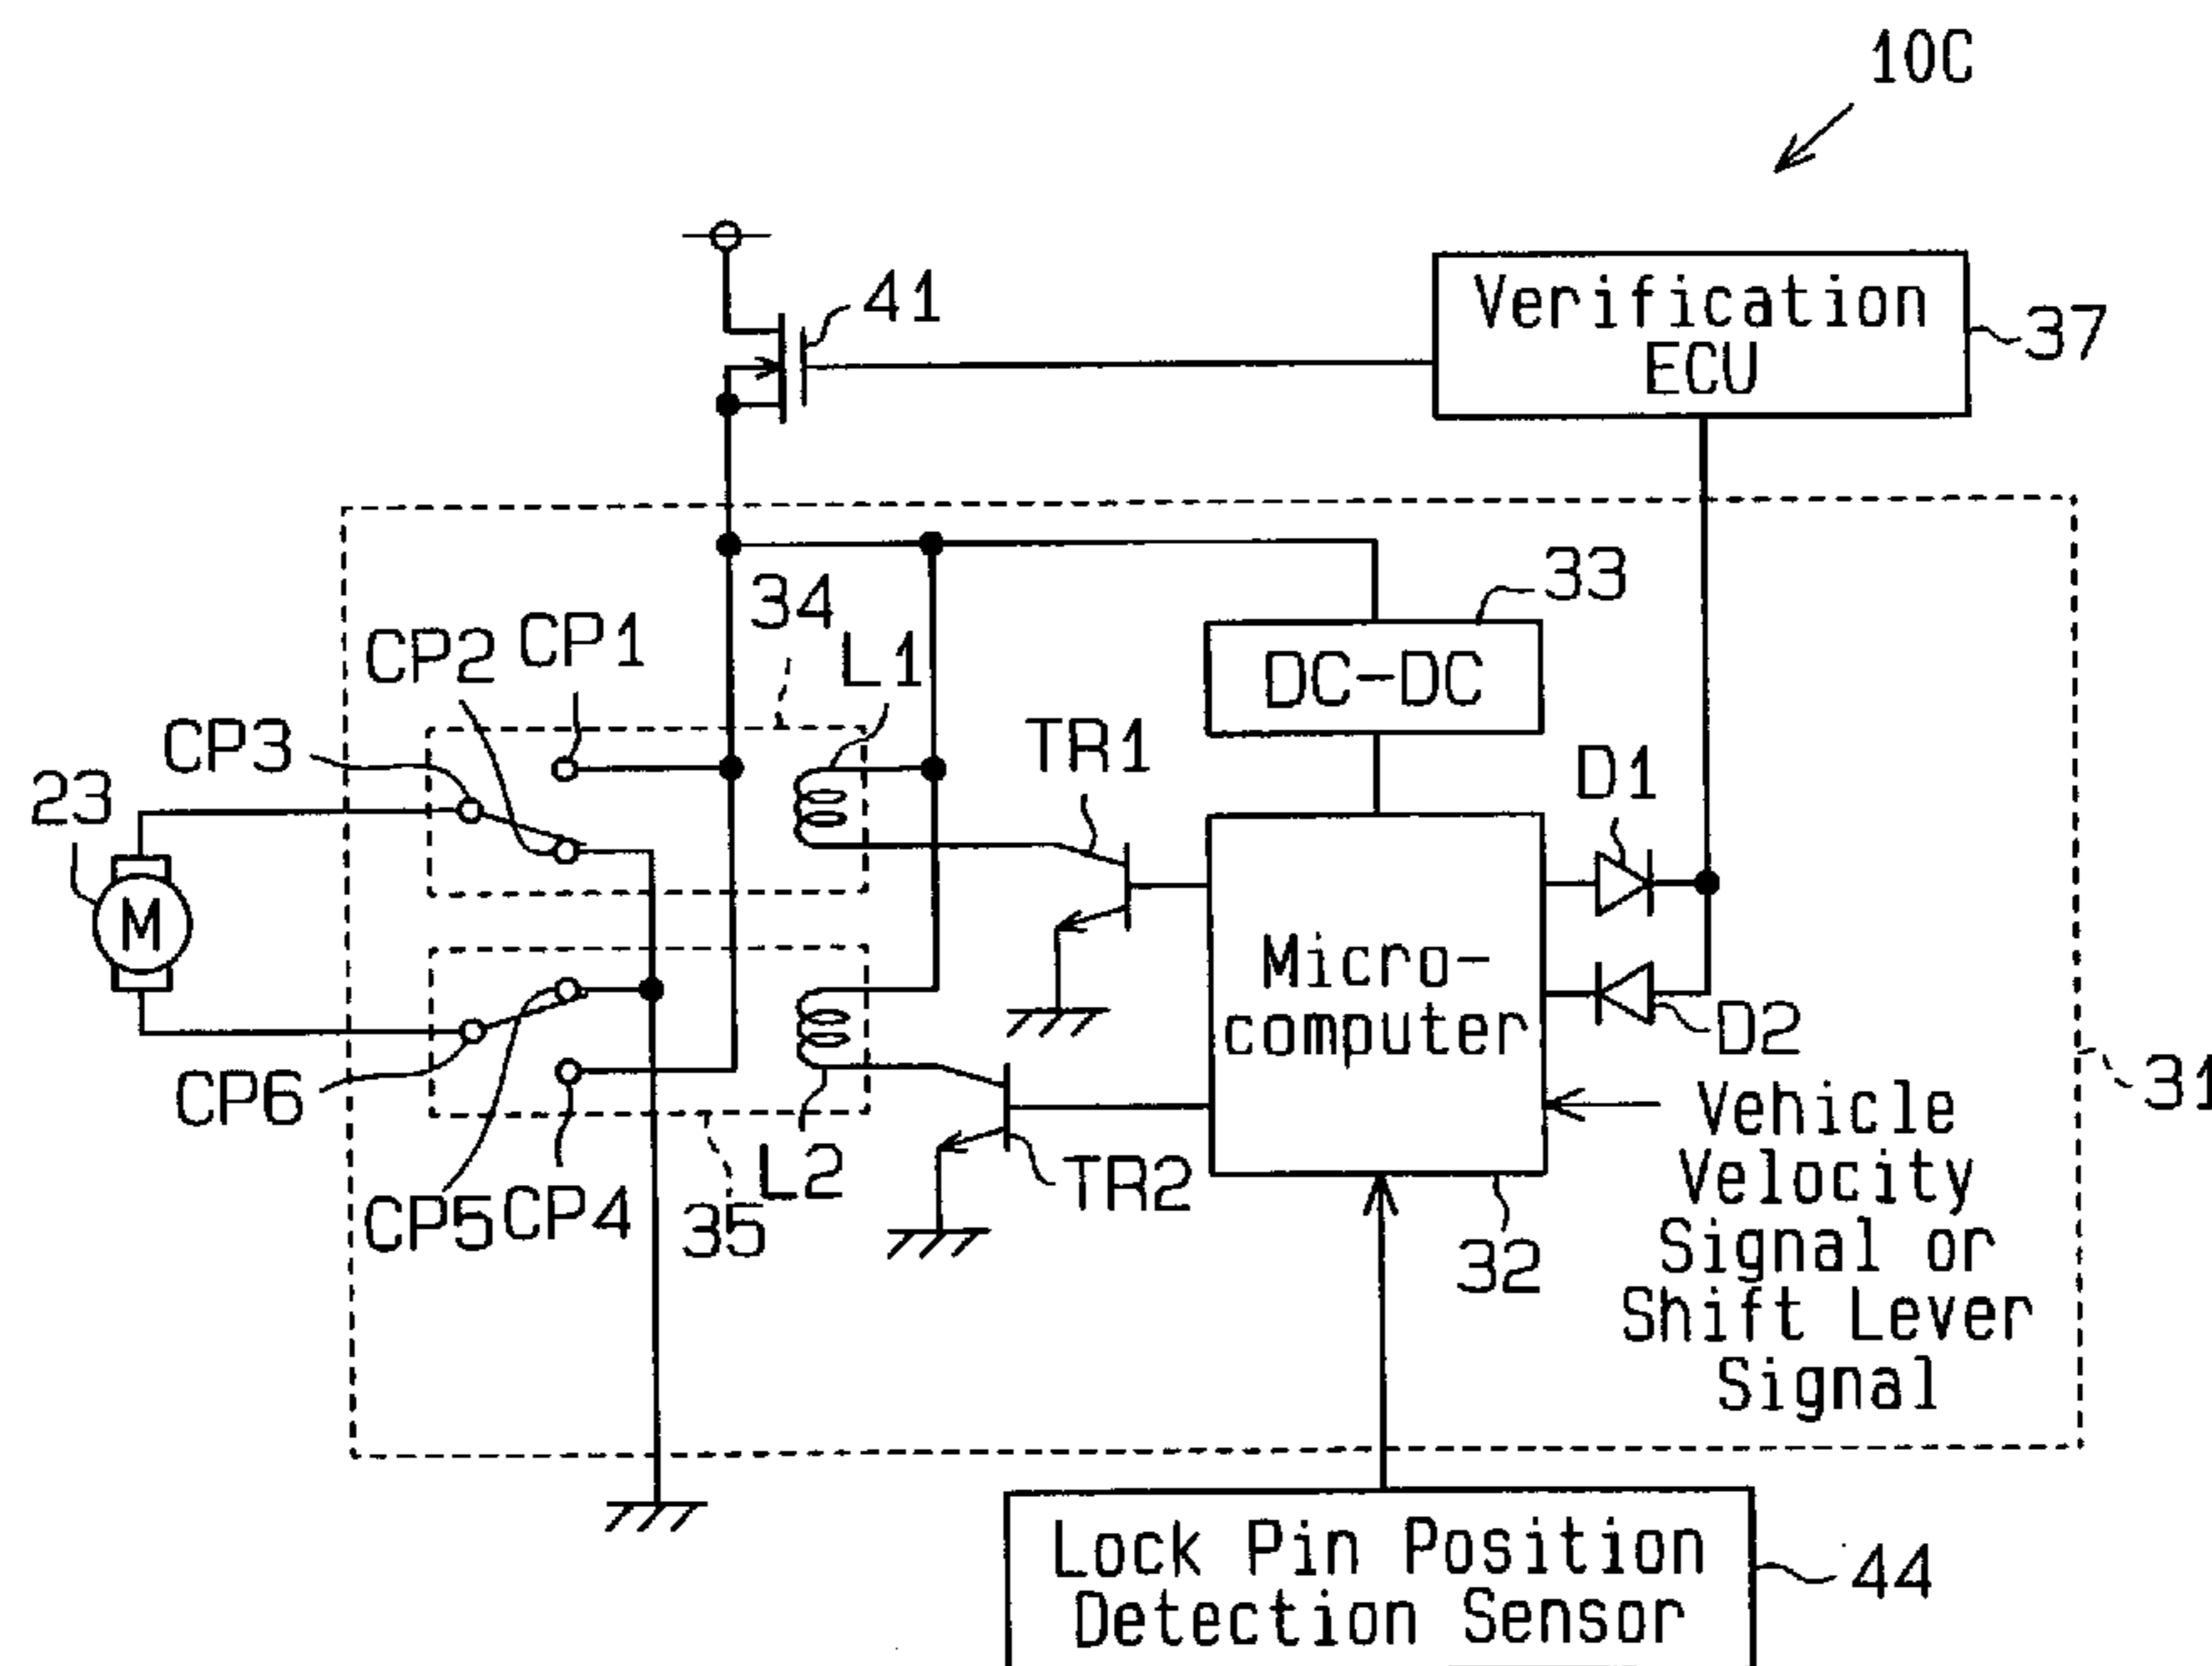 10C
41
Verification
ECU
37
34
33
CP2
CP1
L1
DC-DC
CP3
TR1
D1
23
M
Micro-
computer
D2
31
CP6
Vehicle
Velocity
Signal or
Shift Lever
Signal
CP5
CP4
35
L2
TR2
32
Lock Pin Position
Detection Sensor
44